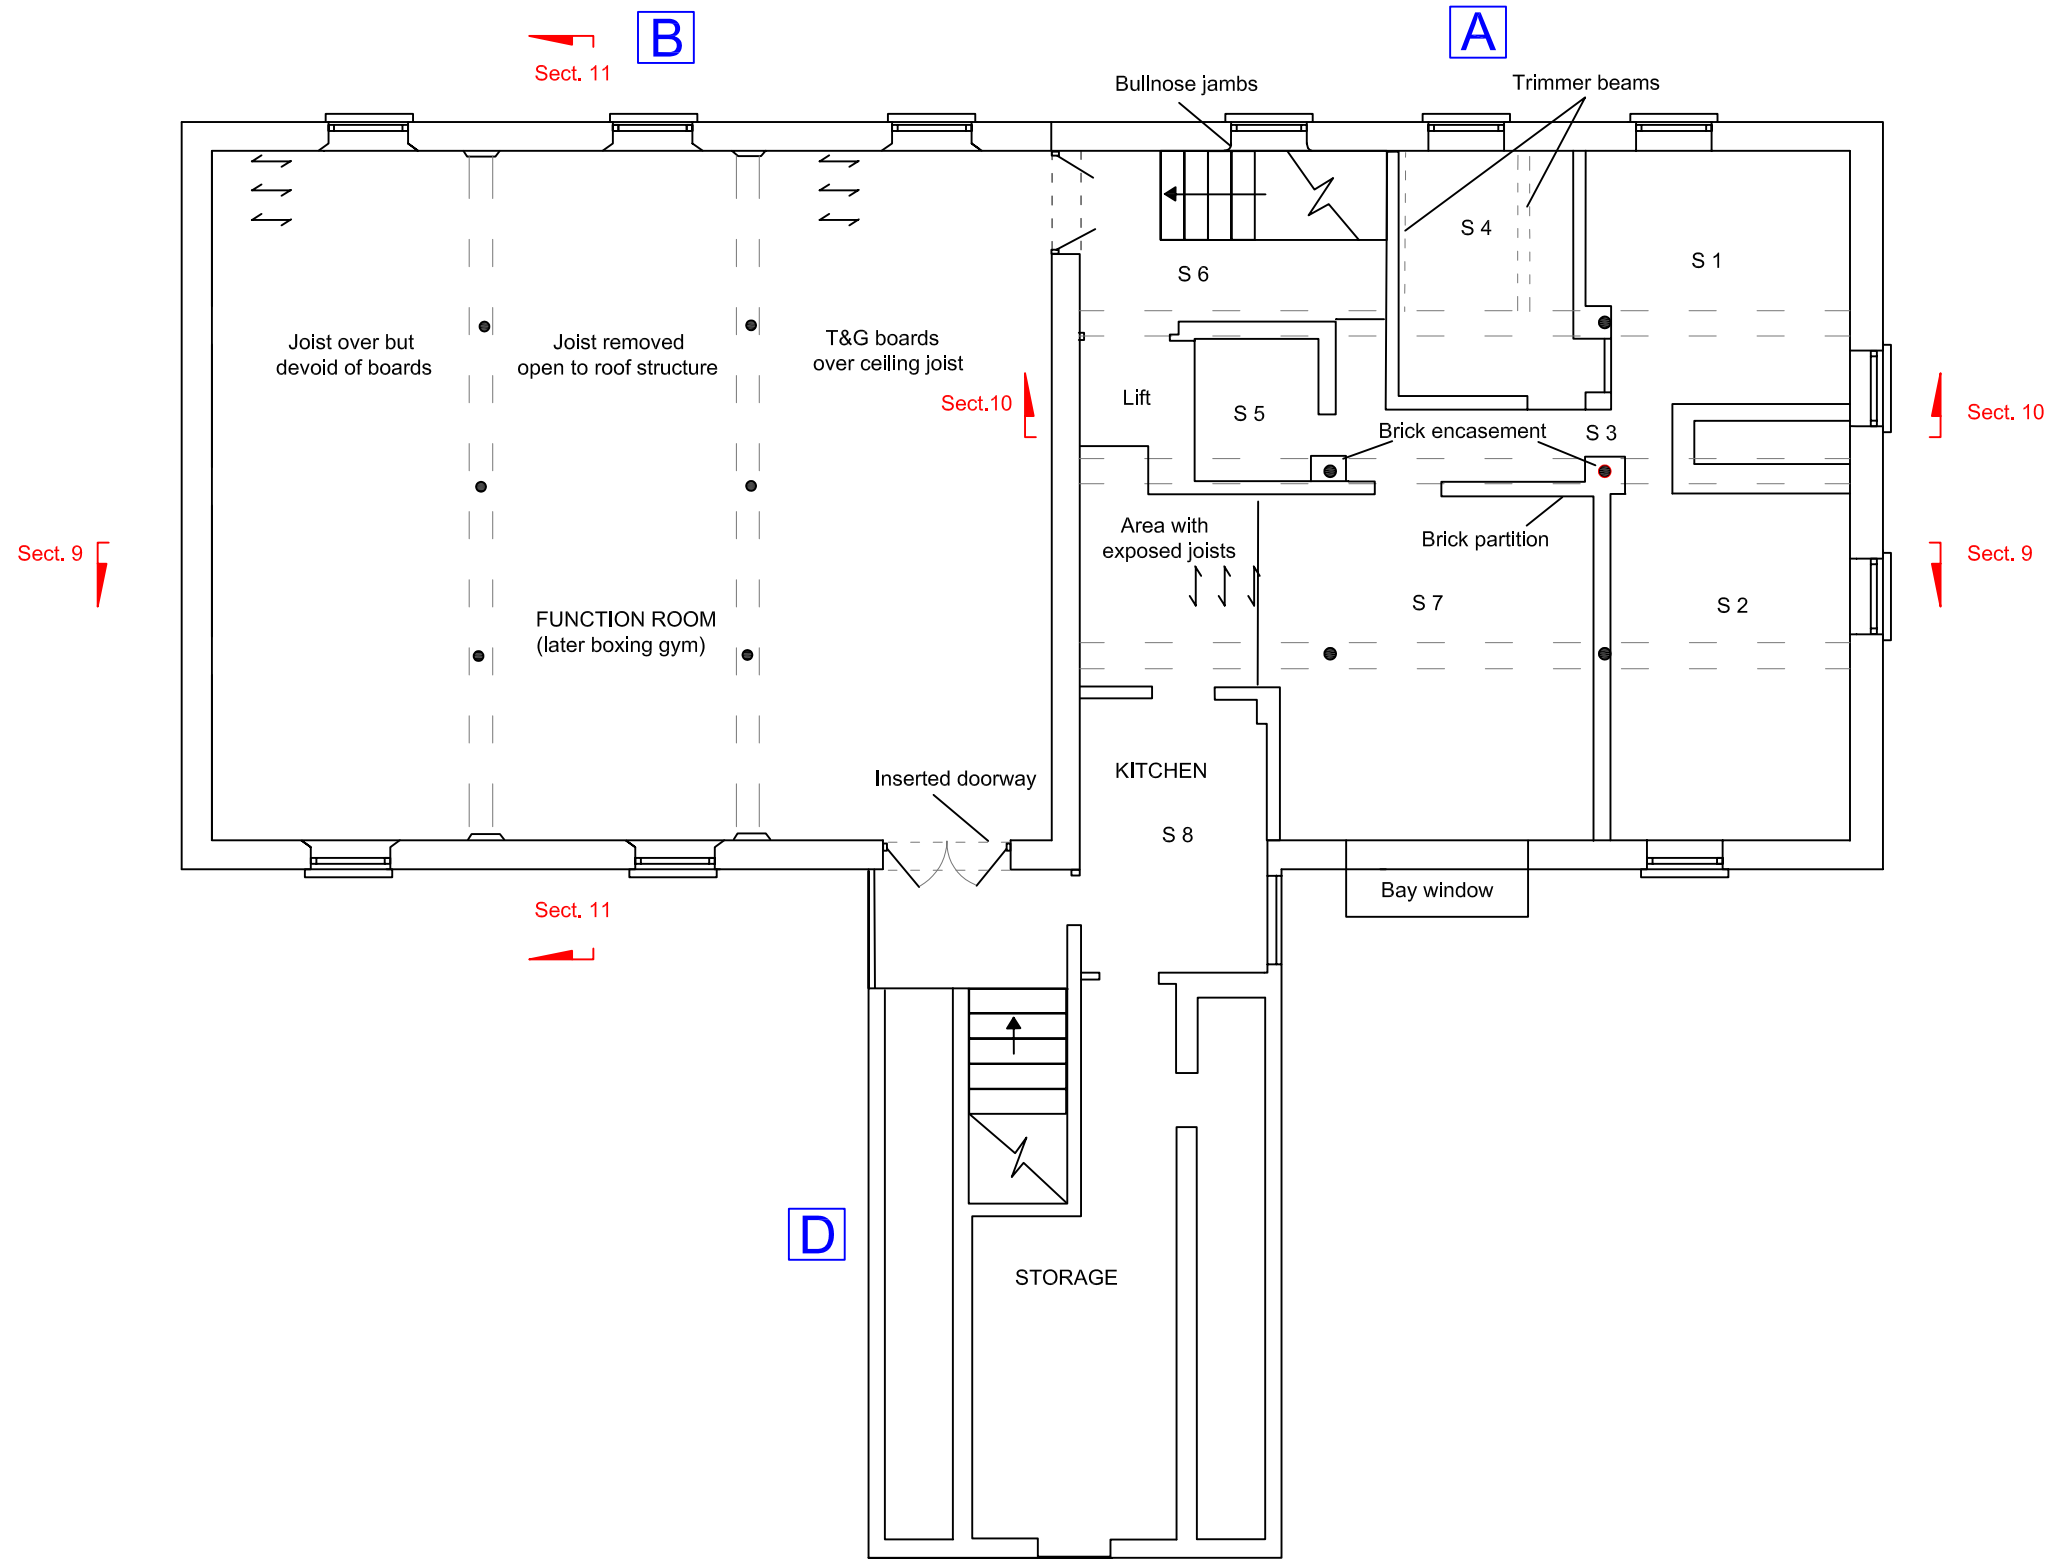 B
A
Sect. 11
Bullnose jambs
Trimmer beams
S 4
S 1
S 6
Joist over but
devoid of boards
Joist removed
open to roof structure
T&G boards
over ceiling joist
Sect.10
Lift
S 5
Brick encasement
S 3
Sect. 10
Area with
exposed joists
Brick partition
Sect. 9
Sect. 9
S 7
S 2
FUNCTION ROOM
(later boxing gym)
Inserted doorway
KITCHEN
S 8
Bay window
Sect. 11
D
STORAGE